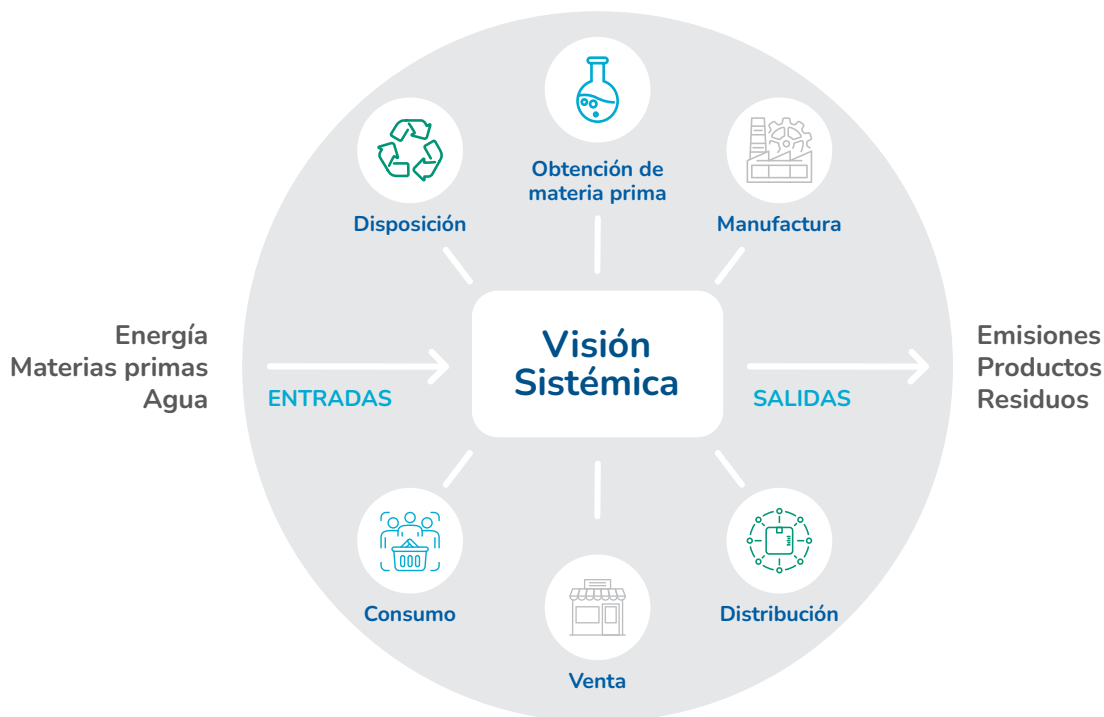 Obtención de
materia prima
Disposición
Manufactura
Energía
Materias primas
Agua
ENTRADAS
Visión
Sistémica
SALIDAS
Emisiones
Productos
Residuos
Consumo
Distribución
Venta